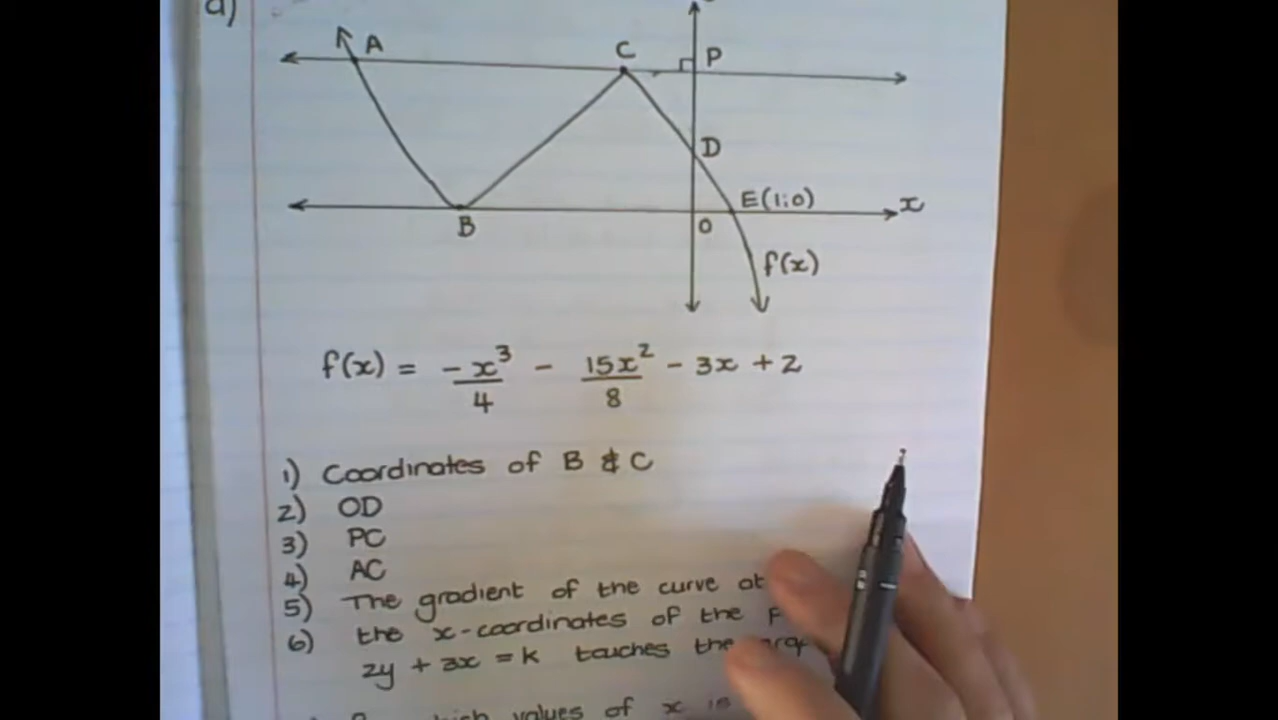 a)
A
C
P
D
E(1;0)
x
B
O
f(x)
f(x) = -x³/4 - 15x²/8 - 3x + 2
1) Coordinates of B & C
2) OD
3) PC
4) AC
5) The gradient of the curve at
6) the x-coordinates of the
2y + 3x = k touches the
which values of x is